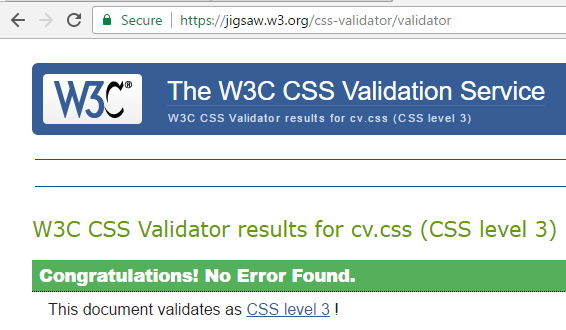 Secure https://jigsaw.w3.org/css-validator/validator
W3C® The W3C CSS Validation Service
W3C CSS Validator results for cv.css (CSS level 3)
W3C CSS Validator results for cv.css (CSS level 3)
Congratulations! No Error Found.
This document validates as CSS level 3 !